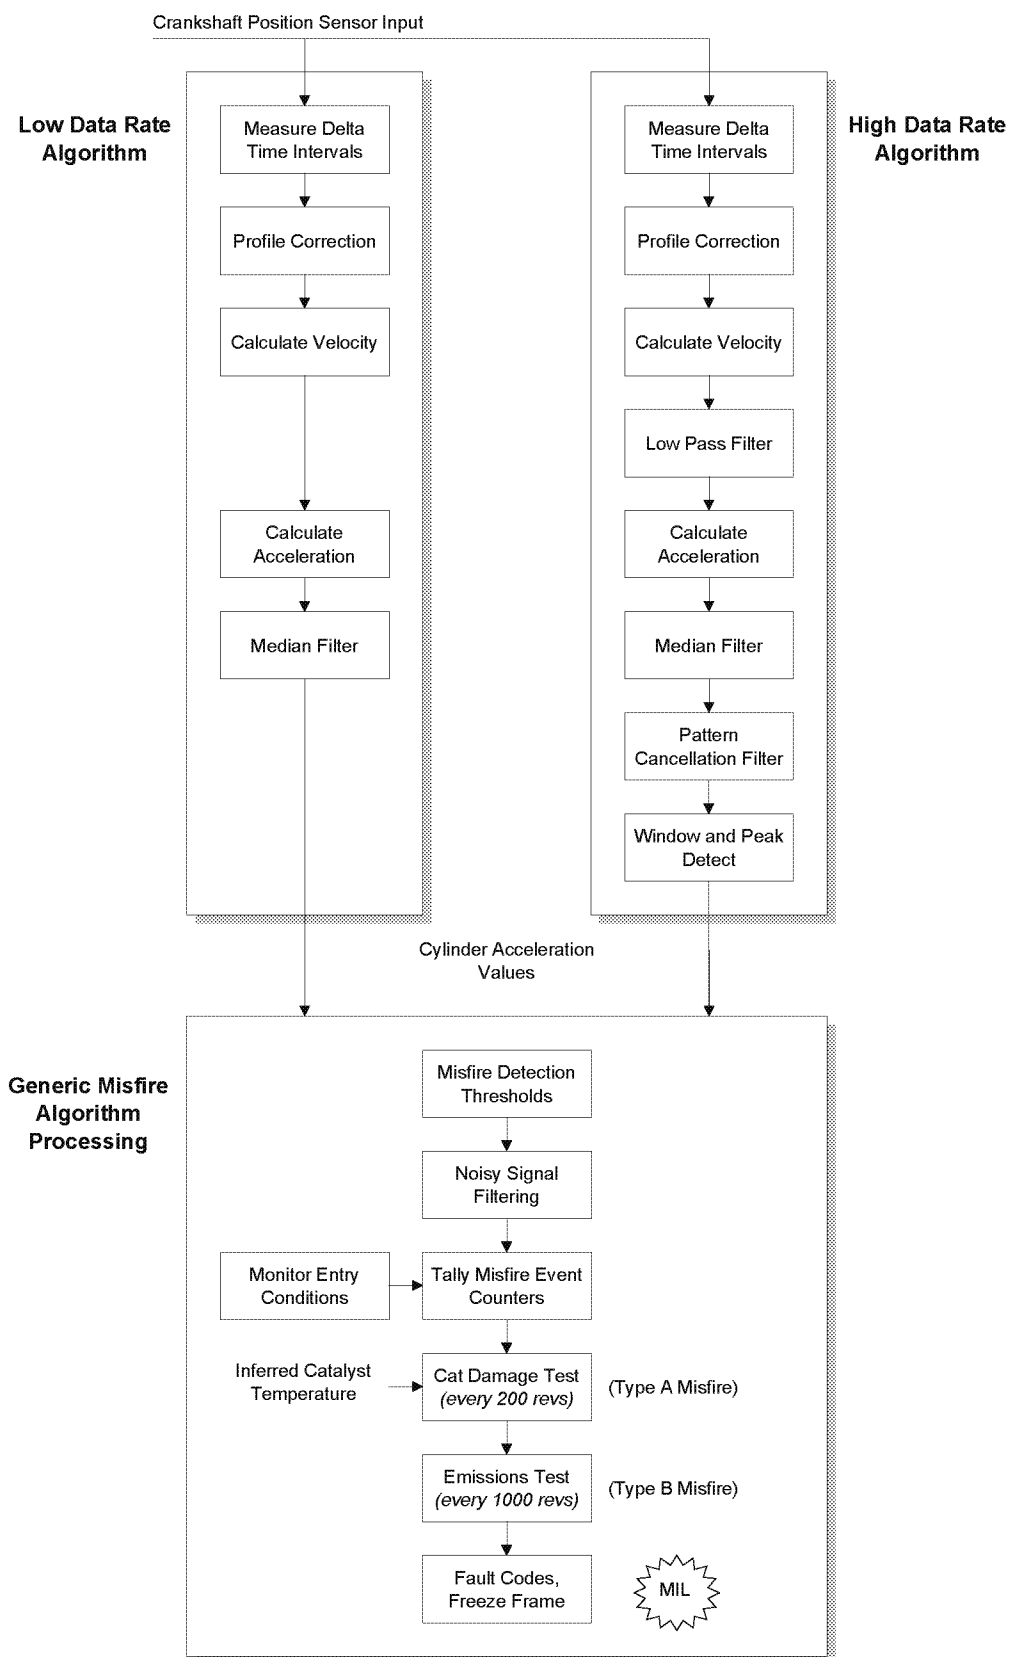 Crankshaft Position Sensor Input
Low Data Rate
Algorithm
Measure Delta
Time Intervals
Profile Correction
Calculate Velocity
Calculate
Acceleration
Median Filter
High Data Rate
Algorithm
Measure Delta
Time Intervals
Profile Correction
Calculate Velocity
Low Pass Filter
Calculate
Acceleration
Median Filter
Pattern
Cancellation Filter
Window and Peak
Detect
Cylinder Acceleration
Values
Generic Misfire
Algorithm
Processing
Misfire Detection
Thresholds
Noisy Signal
Filtering
Monitor Entry
Conditions
Tally Misfire Event
Counters
Inferred Catalyst
Temperature
Cat Damage Test
(every 200 revs)
(Type A Misfire)
Emissions Test
(every 1000 revs)
(Type B Misfire)
Fault Codes,
Freeze Frame
MIL